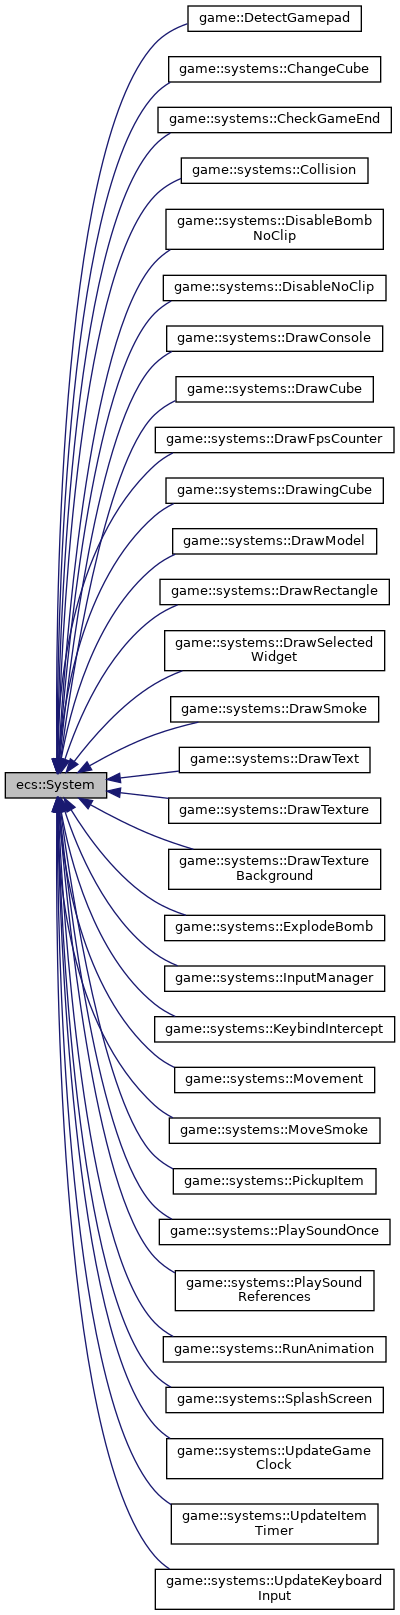 game::DetectGamepad
game::systems::ChangeCube
game::systems::CheckGameEnd
game::systems::Collision
game::systems::DisableBomb
NoClip
game::systems::DisableNoClip
game::systems::DrawConsole
game::systems::DrawCube
game::systems::DrawFpsCounter
game::systems::DrawingCube
game::systems::DrawModel
game::systems::DrawRectangle
game::systems::DrawSelected
Widget
game::systems::DrawSmoke
game::systems::DrawText
ecs::System
game::systems::DrawTexture
game::systems::DrawTexture
Background
game::systems::ExplodeBomb
game::systems::InputManager
game::systems::KeybindIntercept
game::systems::Movement
game::systems::MoveSmoke
game::systems::PickupItem
game::systems::PlaySoundOnce
game::systems::PlaySound
References
game::systems::RunAnimation
game::systems::SplashScreen
game::systems::UpdateGame
Clock
game::systems::UpdateItem
Timer
game::systems::UpdateKeyboard
Input